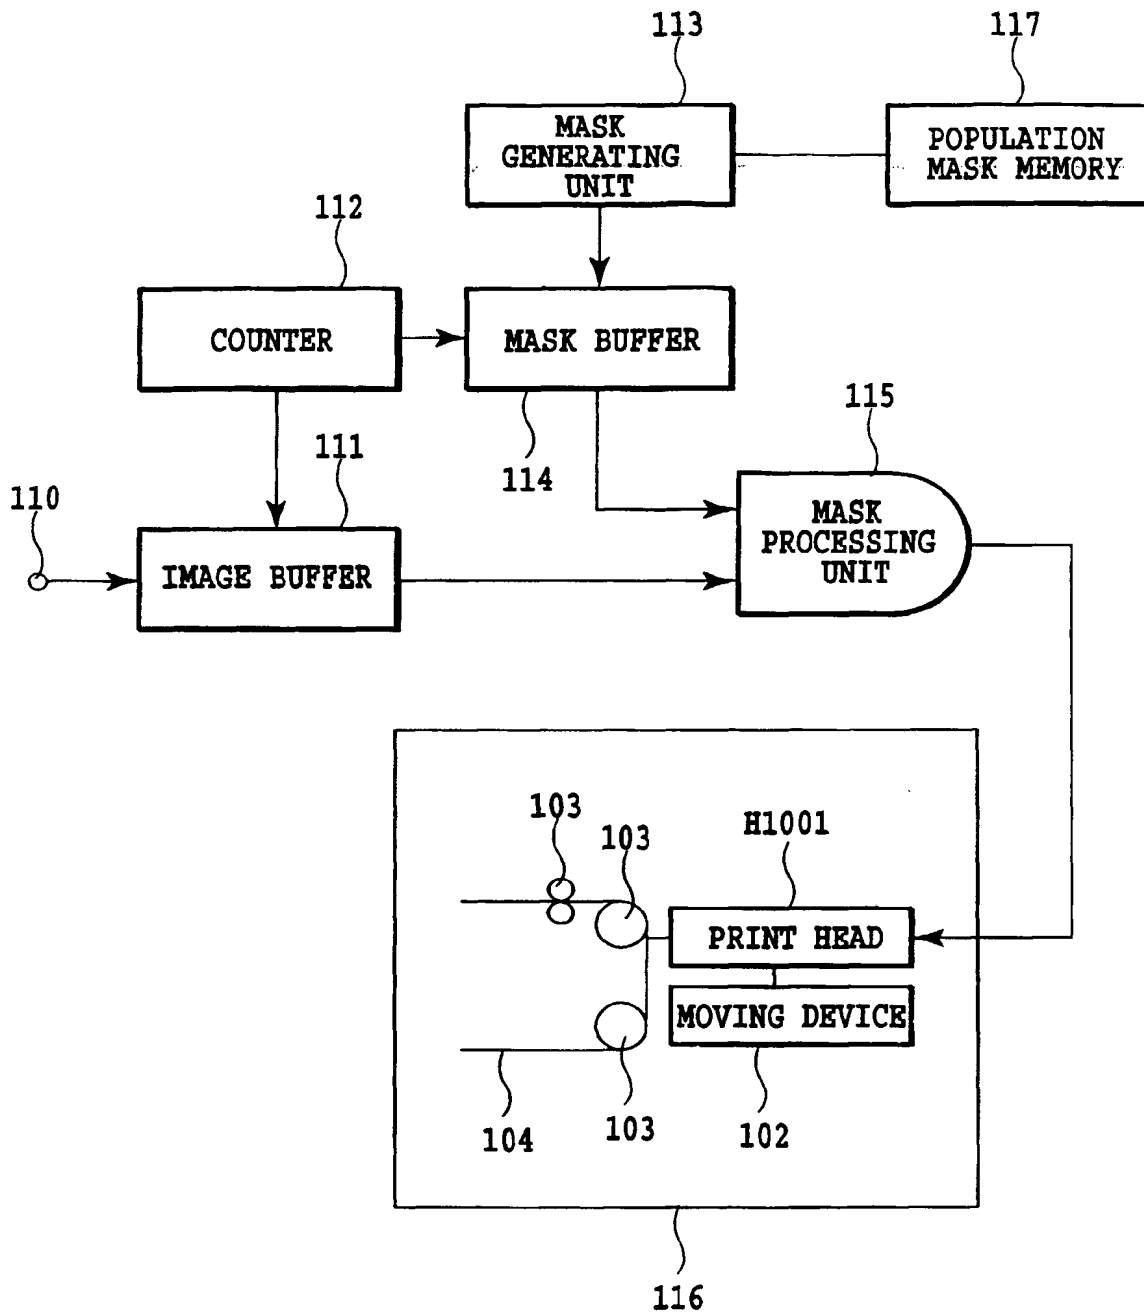 113
117
MASK
GENERATING
UNIT
POPULATION
MASK MEMORY
112
COUNTER
MASK BUFFER
115
111
114
110
MASK
PROCESSING
UNIT
IMAGE BUFFER
103
103
H1001
PRINT HEAD
MOVING DEVICE
104
103
102
116